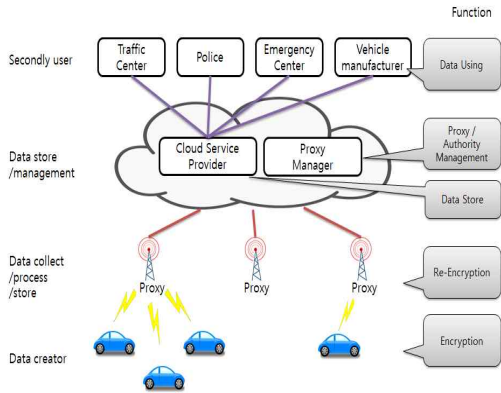 Function
Secondly user
Traffic
Center
Police
Emergency
Center
Vehicle
manufacturer
Data Using
Data store
/management
Cloud Service
Provider
Proxy
Manager
Proxy /
Authority
Management
Data Store
Data collect
/process
/store
Proxy
Proxy
Proxy
Re-Encryption
Data creator
Encryption